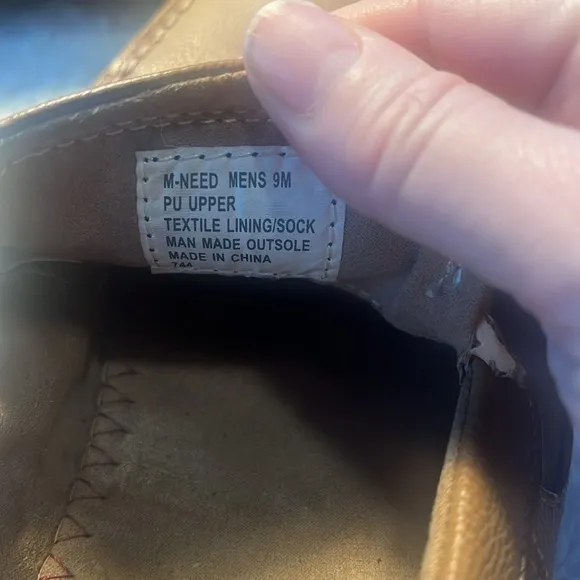 M-NEED MENS 9M
PU UPPER
TEXTILE LINING/SOCK
MAN MADE OUTSOLE
MADE IN CHINA